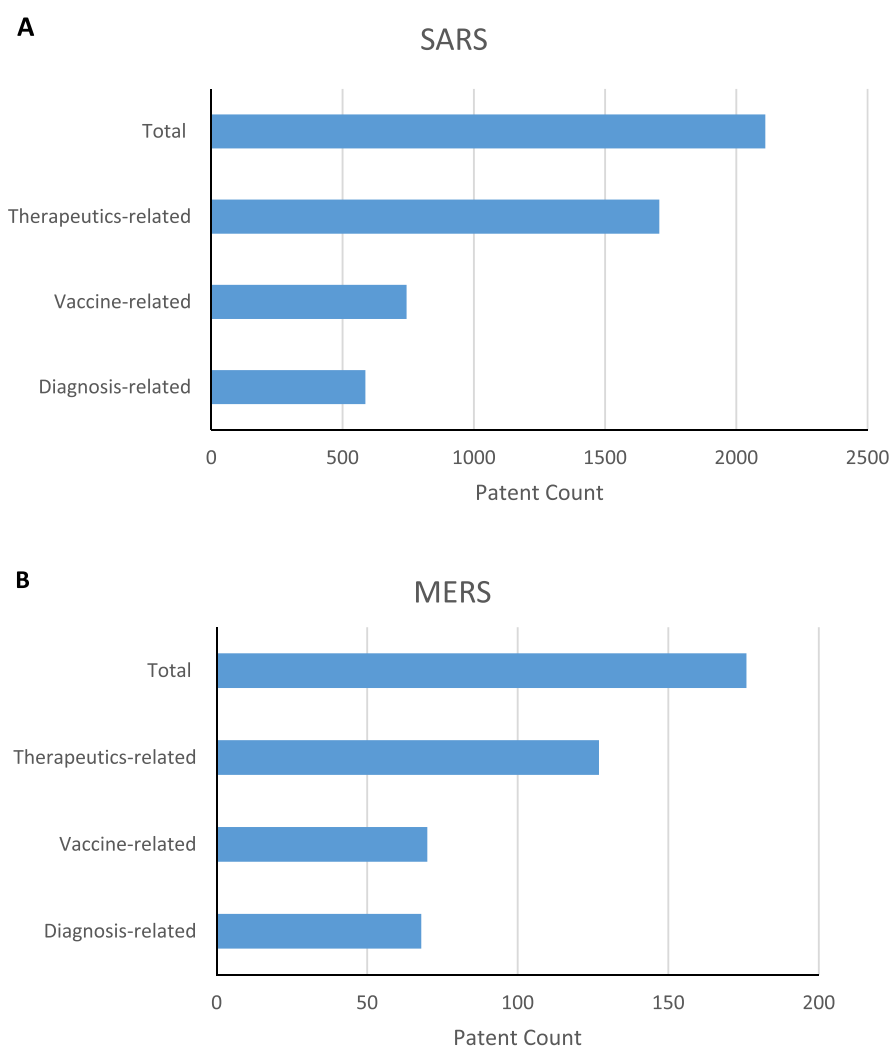 A
SARS
Total
Therapeutics-related
Vaccine-related
Diagnosis-related
0 500 1000 1500 2000 2500
Patent Count
B
MERS
Total
Therapeutics-related
Vaccine-related
Diagnosis-related
0 50 100 150 200
Patent Count